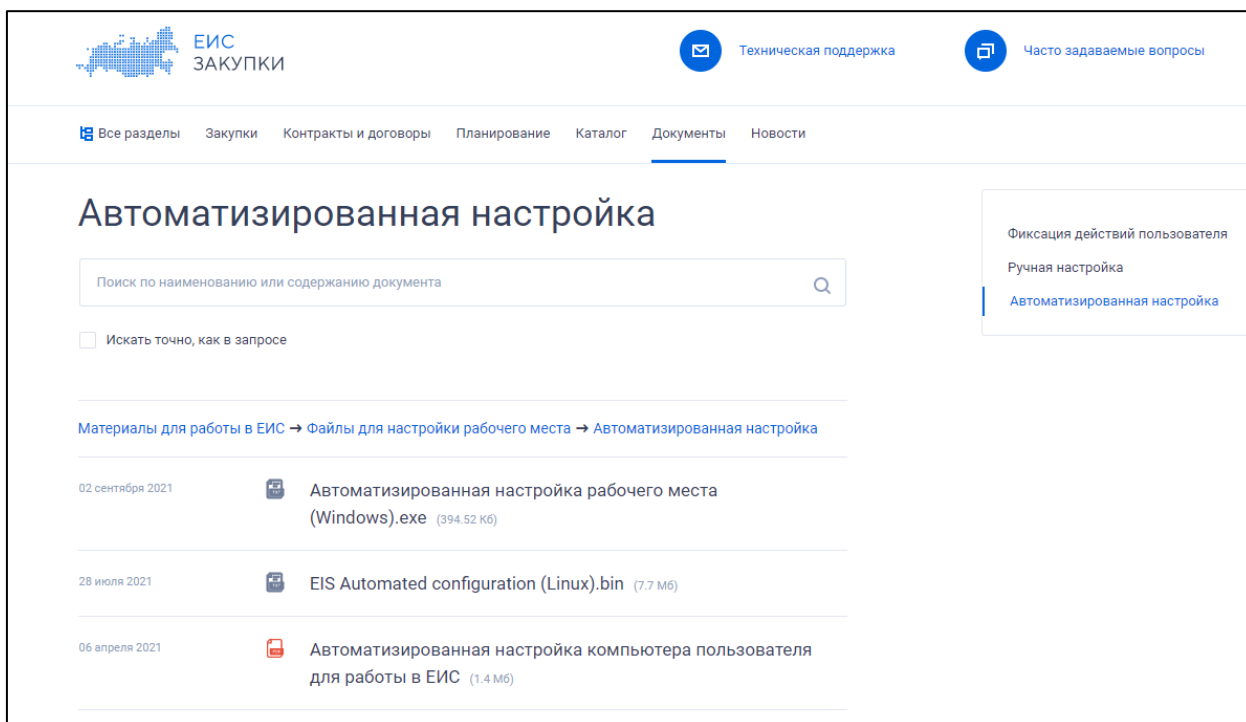 ЕИС
ЗАКУПКИ
Техническая поддержка
Часто задаваемые вопросы
Все разделы Закупки Контракты и договоры Планирование Каталог Документы Новости
Автоматизированная настройка
Поиск по наименованию или содержанию документа
Искать точно, как в запросе
Фиксация действий пользователя
Ручная настройка
Автоматизированная настройка
Материалы для работы в ЕИС → Файлы для настройки рабочего места → Автоматизированная настройка
02 сентября 2021
Автоматизированная настройка рабочего места
(Windows).exe (394.52 Кб)
28 июля 2021
EIS Automated configuration (Linux).bin (7.7 Мб)
06 апреля 2021
Автоматизированная настройка компьютера пользователя
для работы в ЕИС (1.4 Мб)